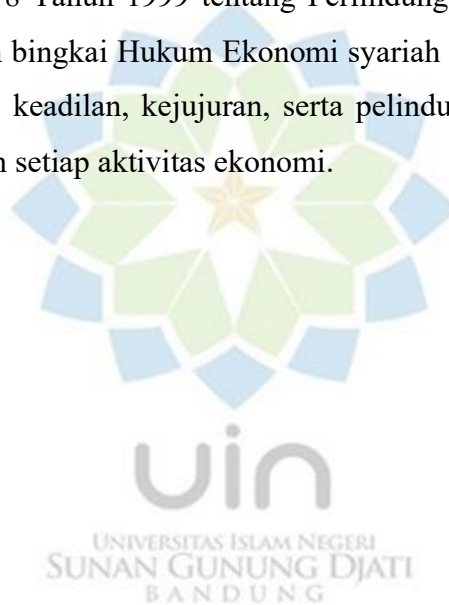 8 Tahun 1999 tentang Perlindung
bingkai Hukum Ekonomi syariah
keadilan, kejujuran, serta pelindu
setiap aktivitas ekonomi.
uin
UNIVERSITAS ISLAM NEGERI
SUNAN GUNUNG DJATI
BANDUNG